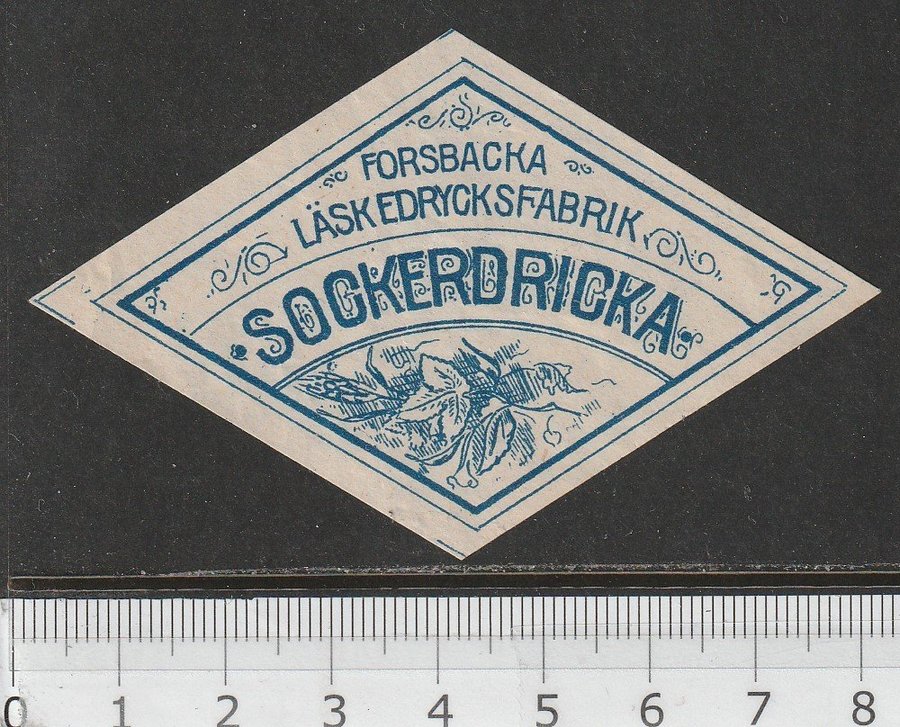 FORSBACKA
LÄSKEDRYCKSFABRIK
SOCKERDRICKA
0 1 2 3 4 5 6 7 8